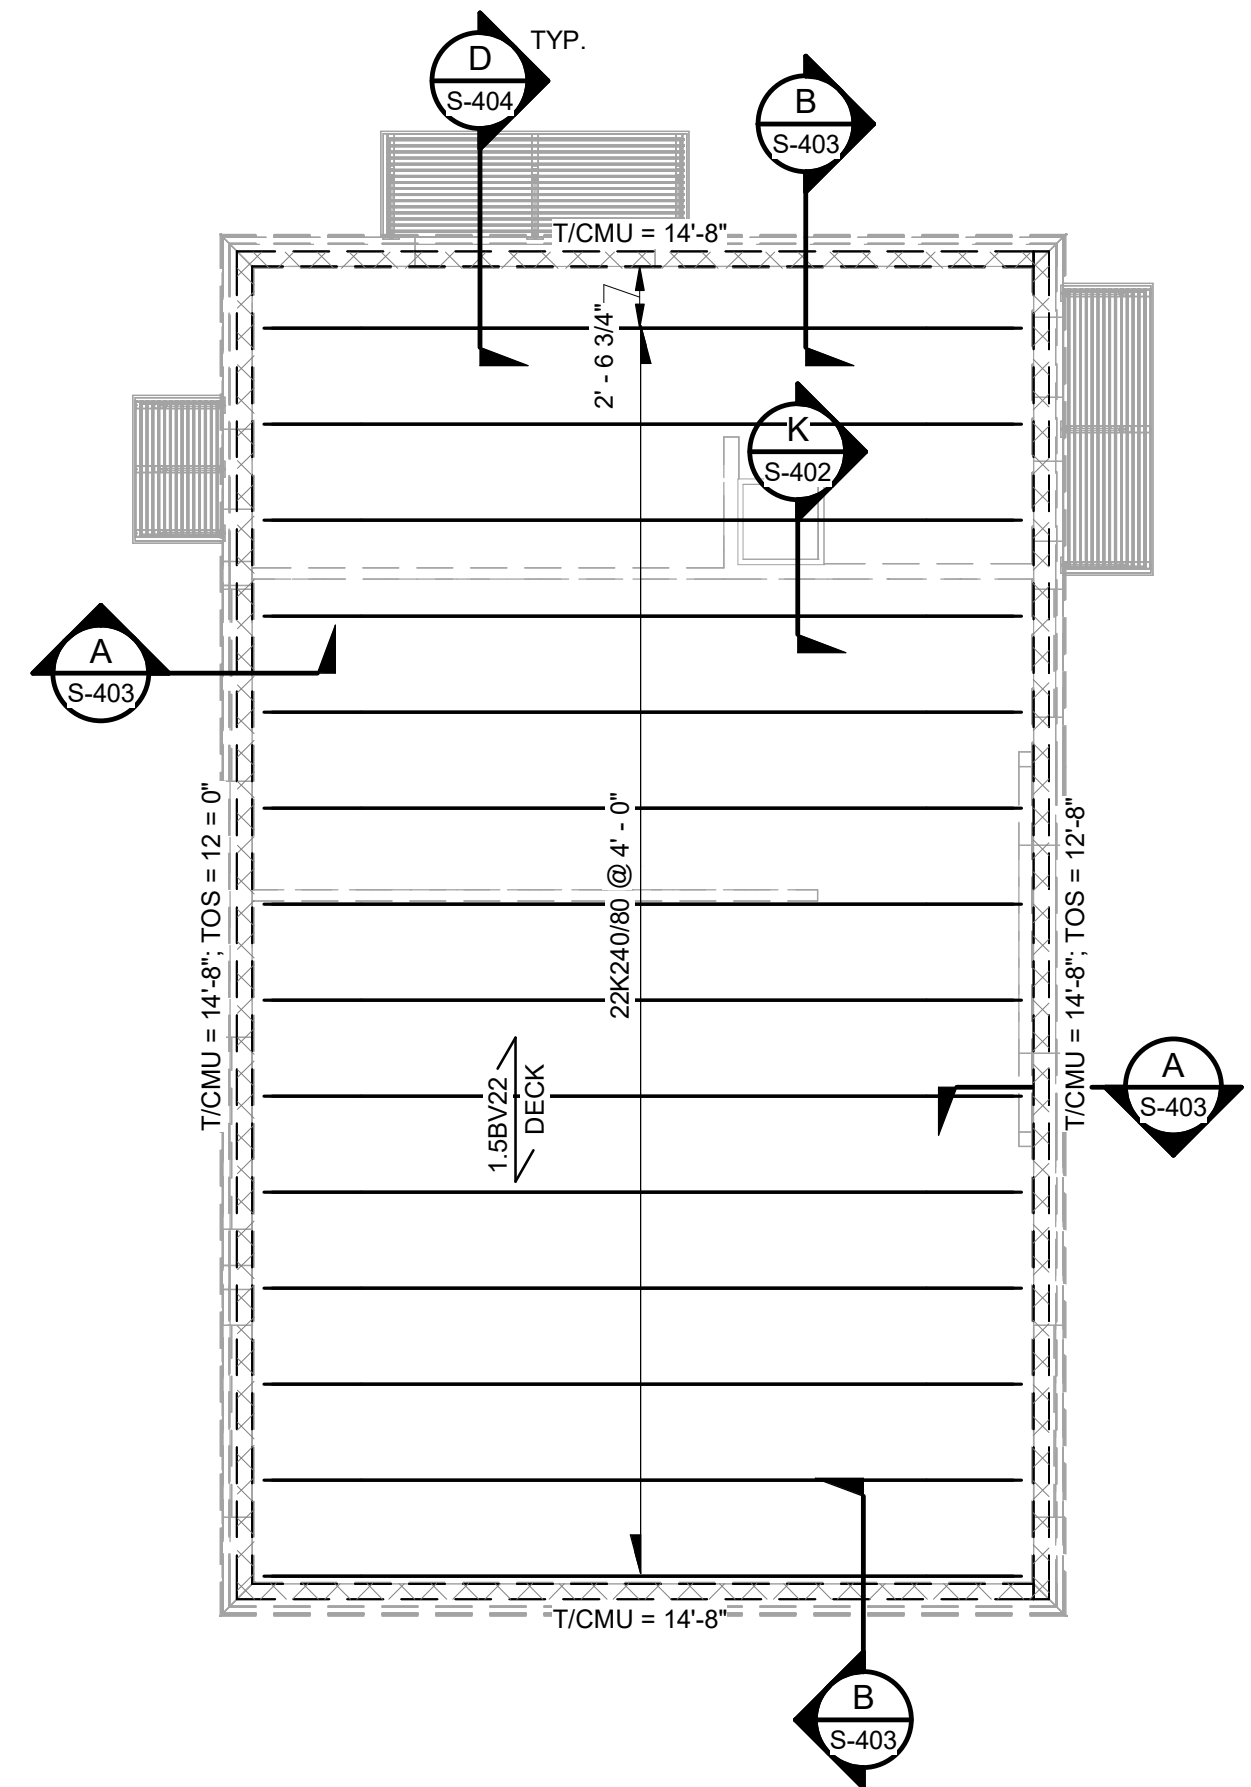 D
S-404
TYP.
B
S-403
T/CMU = 14'-8"
2' - 6 3/4"
K
S-402
A
S-403
T/CMU = 14'-8"; TOS = 12 = 0"
22K240/80 @ 4' - 0"
T/CMU = 14'-8"; TOS = 12'-8"
1.5BV22
DECK
A
S-403
T/CMU = 14'-8"
B
S-403